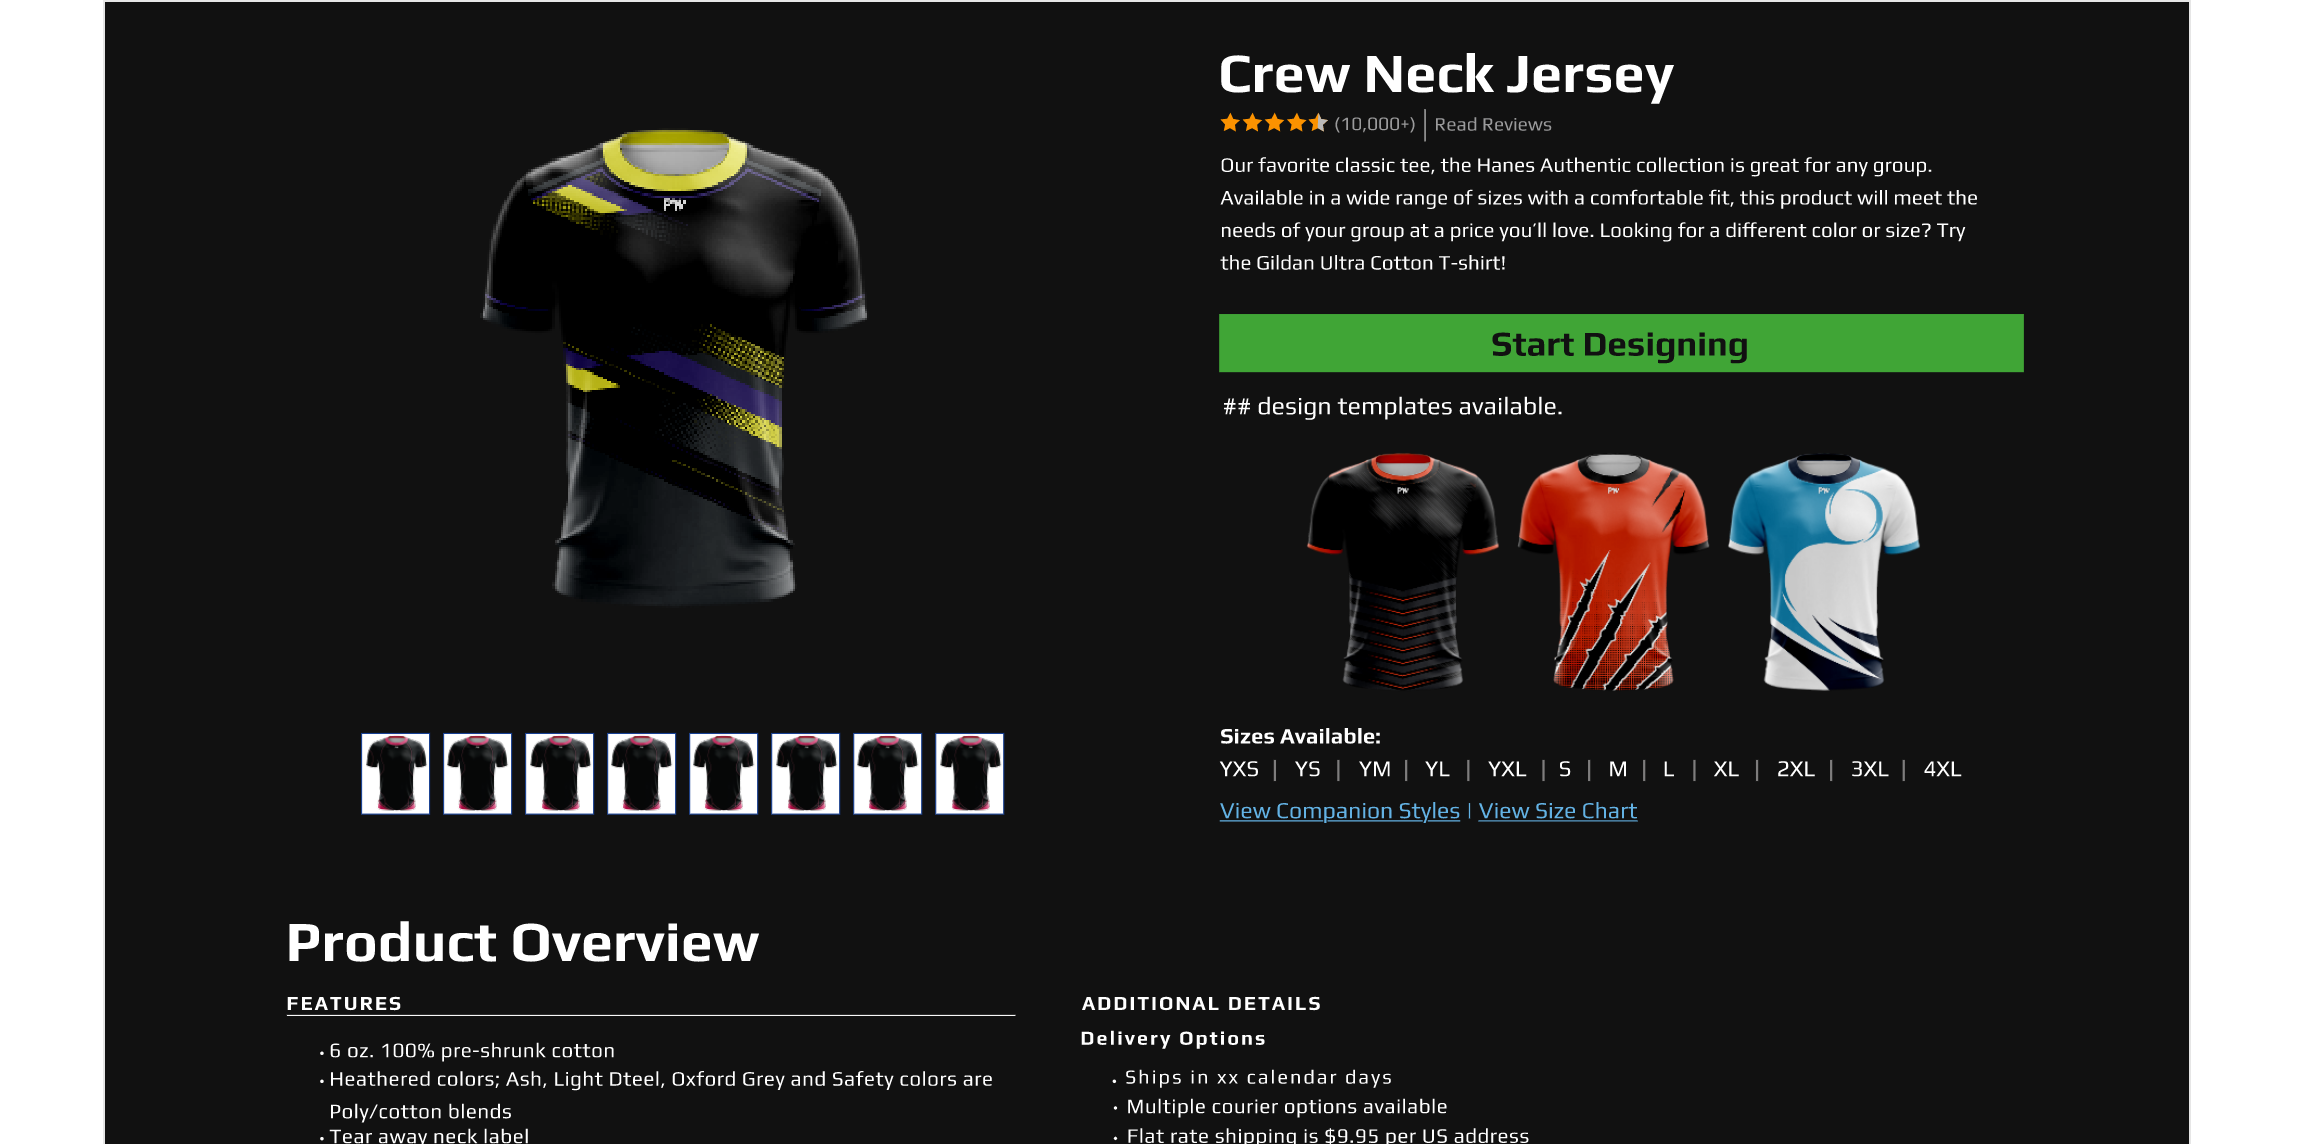 Crew Neck Jersey
(10,000+) | Read Reviews
Our favorite classic tee, the Hanes Authentic collection is great for any group.
Available in a wide range of sizes with a comfortable fit, this product will meet the
needs of your group at a price you'll love. Looking for a different color or size? Try
the Gildan Ultra Cotton T-shirt!
Start Designing
## design templates available.
PW
PW
PW
PW
Sizes Available:
YXS | YS | YM | YL | YXL | S | M | L | XL | 2XL | 3XL | 4XL
View Companion Styles | View Size Chart
Product Overview
FEATURES
• 6 oz. 100% pre-shrunk cotton
• Heathered colors; Ash, Light Dteel, Oxford Grey and Safety colors are
Poly/cotton blends
• Tear away neck label
ADDITIONAL DETAILS
Delivery Options
• Ships in xx calendar days
• Multiple courier options available
• Flat rate shipping is $9.95 per US address